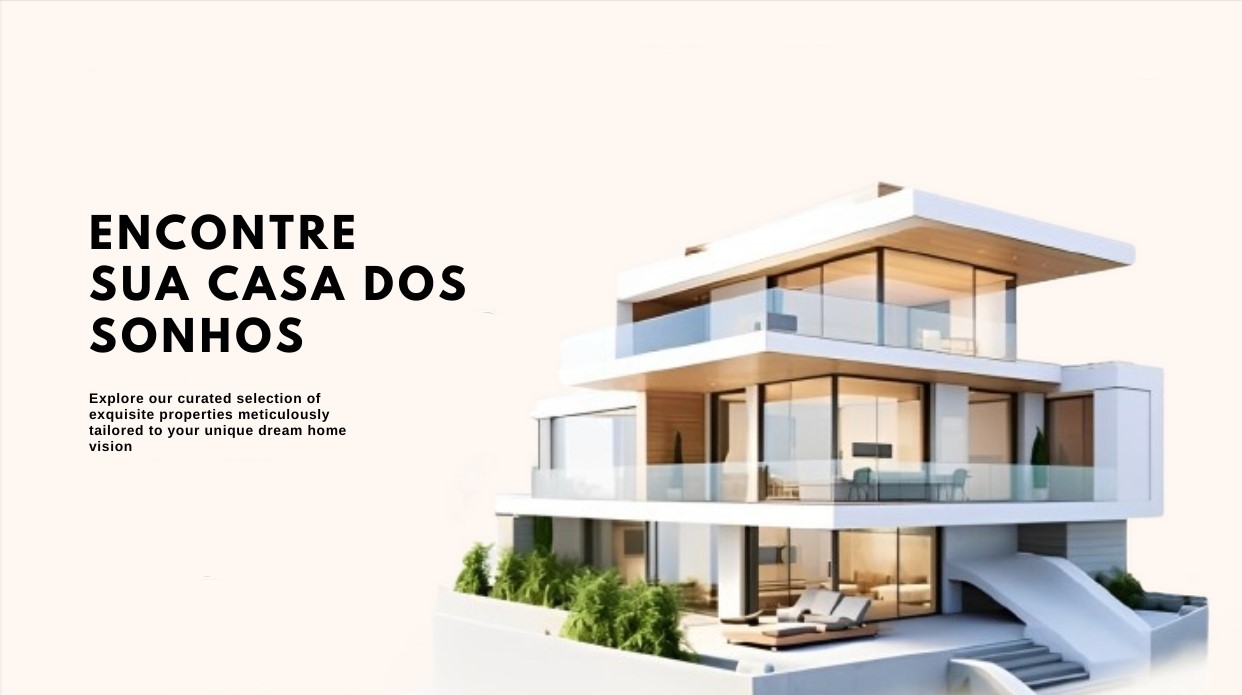 ENCONTRE
SUA CASA DOS
SONHOS
Explore our curated selection of
exquisite properties meticulously
tailored to your unique dream home
vision